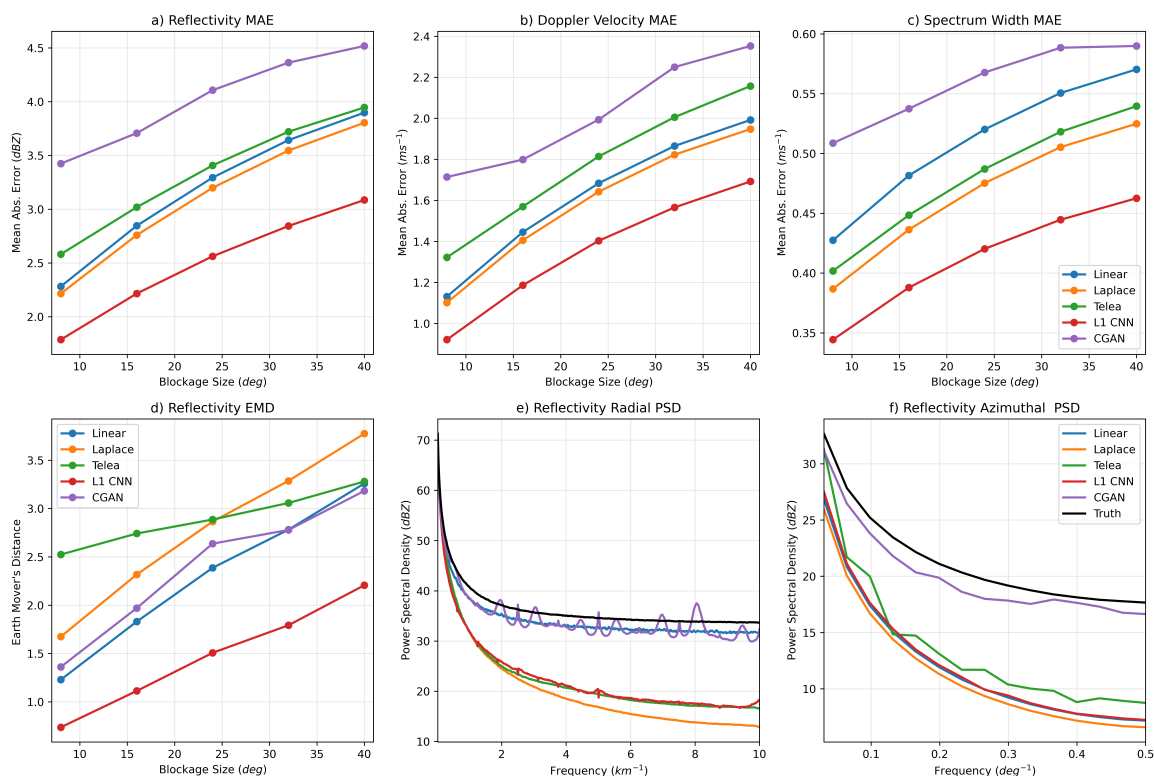 a) Reflectivity MAE
Mean Abs. Error (dBZ)
4.5
4.0
3.5
3.0
2.5
2.0
10 15 20 25 30 35 40
Blockage Size (deg)
b) Doppler Velocity MAE
Mean Abs. Error (ms⁻¹)
2.4
2.2
2.0
1.8
1.6
1.4
1.2
1.0
10 15 20 25 30 35 40
Blockage Size (deg)
c) Spectrum Width MAE
Mean Abs. Error (ms⁻¹)
0.60
0.55
0.50
0.45
0.40
0.35
Linear
Laplace
Telea
L1 CNN
CGAN
10 15 20 25 30 35 40
Blockage Size (deg)
d) Reflectivity EMD
Earth Mover's Distance
3.5
3.0
2.5
2.0
1.5
1.0
Linear
Laplace
Telea
L1 CNN
CGAN
10 15 20 25 30 35 40
Blockage Size (deg)
e) Reflectivity Radial PSD
Power Spectral Density (dBZ)
70
60
50
40
30
20
10
2 4 6 8 10
Frequency (km⁻¹)
f) Reflectivity Azimuthal PSD
Power Spectral Density (dBZ)
30
25
20
15
10
Linear
Laplace
Telea
L1 CNN
CGAN
Truth
0.1 0.2 0.3 0.4 0.5
Frequency (deg⁻¹)